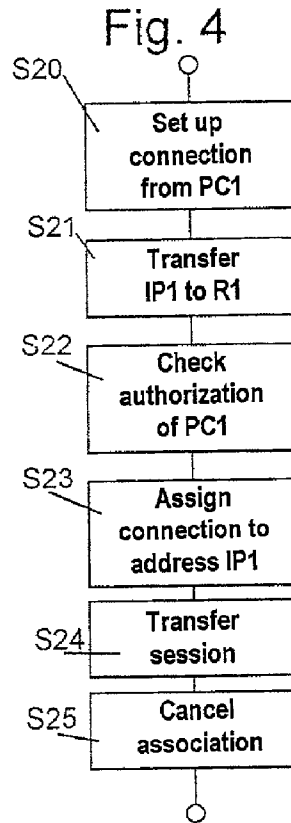 Fig. 4
S20
Set up
connection
from PC1
S21
Transfer
IP1 to R1
S22
Check
authorization
of PC1
S23
Assign
connection to
address IP1
S24
Transfer
session
S25
Cancel
association